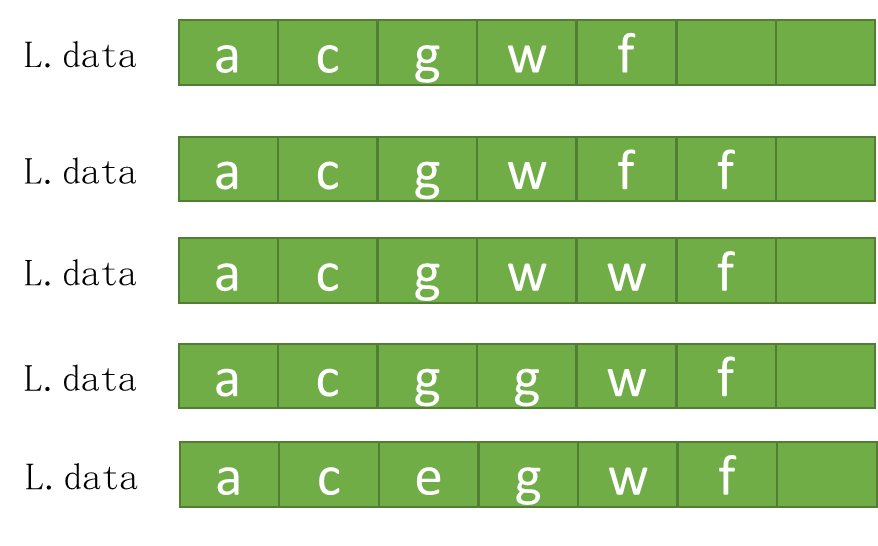 L. data a c g w f
L. data a c g w f f
L. data a c g w w f
L. data a c g g w f
L. data a c e g w f